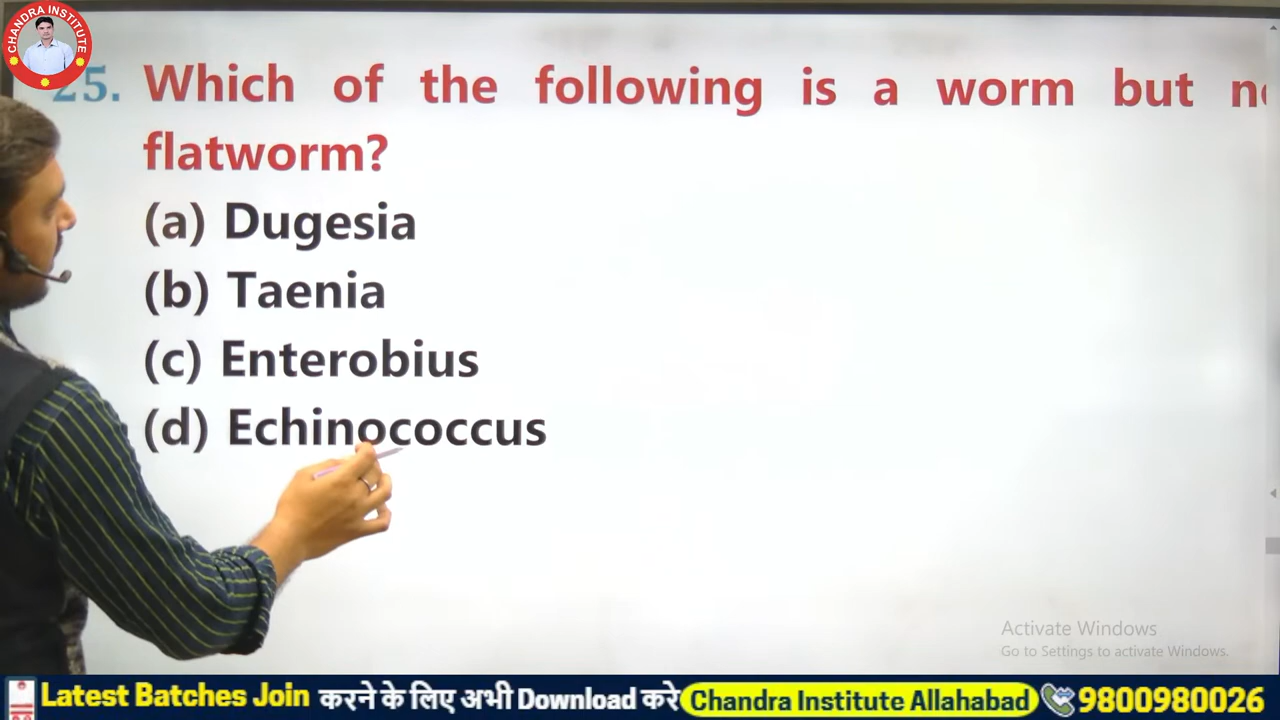 CHANDRA INSTITUTE
25. Which of the following is a worm but
flatworm?
(a) Dugesia
(b) Taenia
(c) Enterobius
(d) Echinococcus
Activate Windows
Go to Settings to activate Windows.
Latest Batches Join करने के लिए अभी Download करे Chandra Institute Allahabad 9800980026